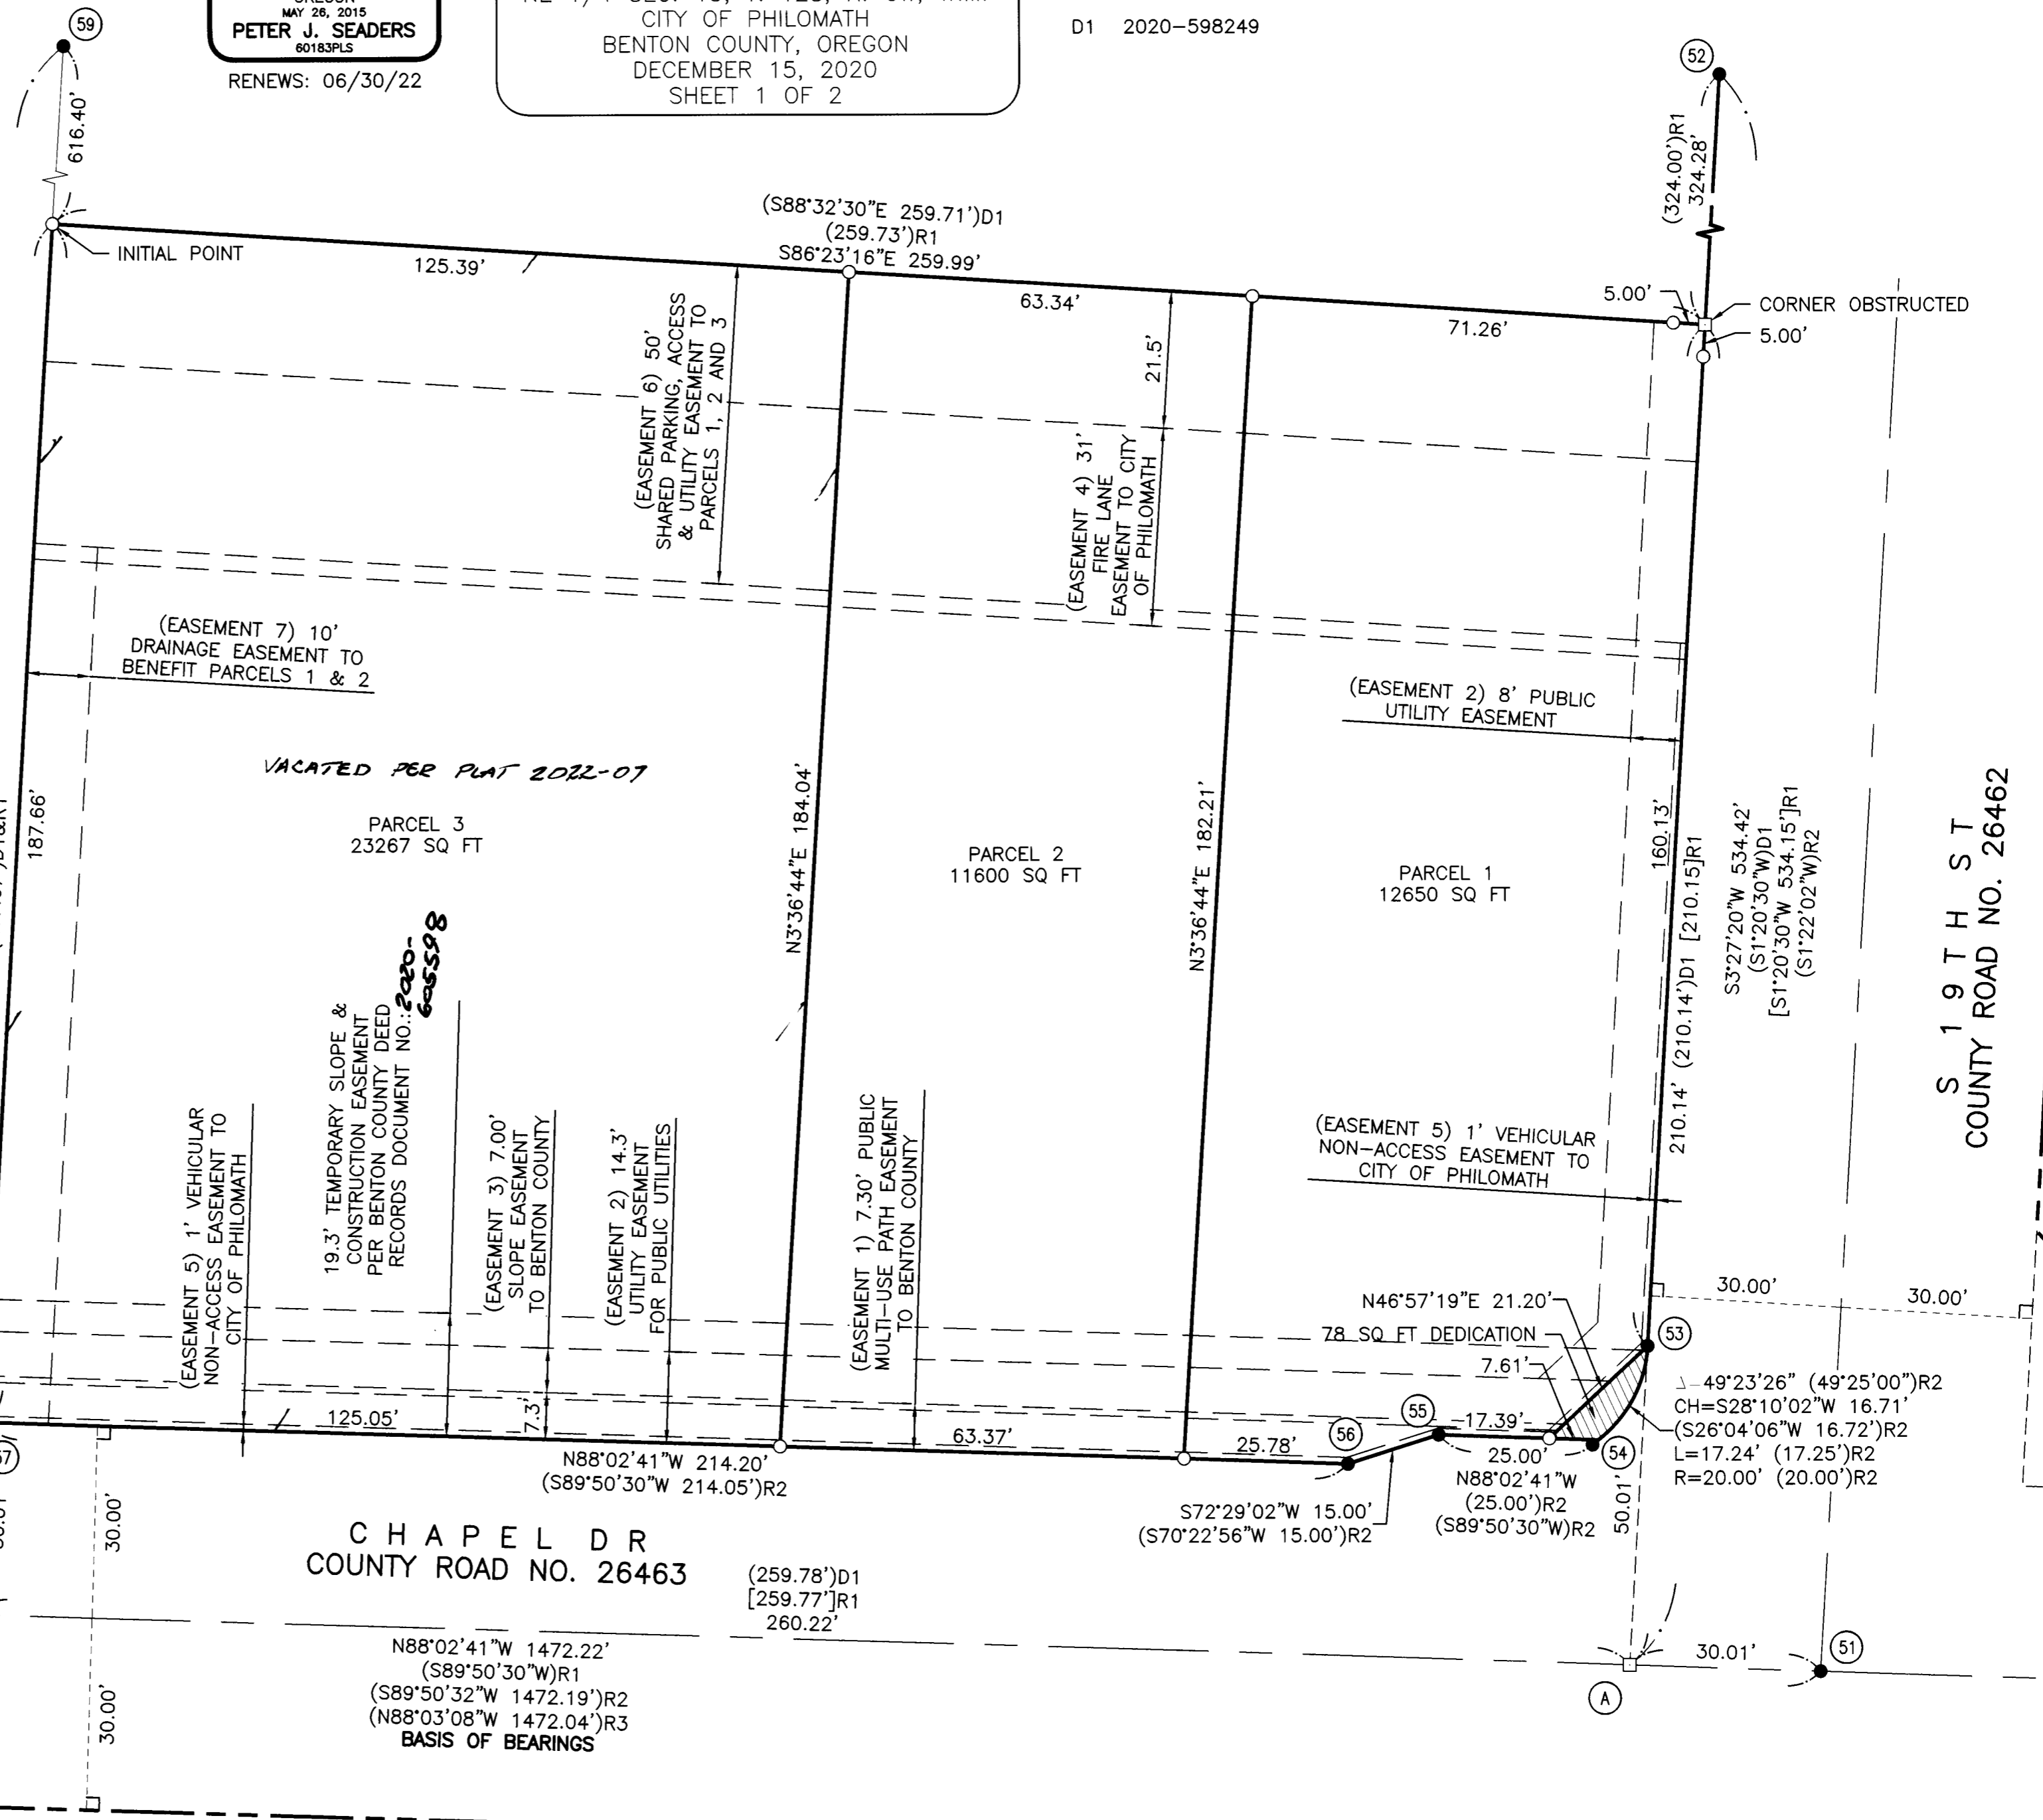 MAY 26, 2015
PETER J. SEADERS
60183PLS
RENEWS: 06/30/22
CITY OF PHILOMATH
BENTON COUNTY, OREGON
DECEMBER 15, 2020
SHEET 1 OF 2
D1 2020-598249
59
616.40'
52
(324.00')R1
324.28'
(S88°32'30"E 259.71')D1
(259.73')R1
S86°23'16"E 259.99'
INITIAL POINT
125.39'
63.34'
71.26'
5.00'
CORNER OBSTRUCTED
5.00'
(EASEMENT 6) 50'
SHARED PARKING, ACCESS
& UTILITY EASEMENT TO
PARCELS 1, 2 AND 3
21.5'
(EASEMENT 4) 31'
FIRE LANE
EASEMENT TO CITY
OF PHILOMATH
(EASEMENT 7) 10'
DRAINAGE EASEMENT TO
BENEFIT PARCELS 1 & 2
(EASEMENT 2) 8' PUBLIC
UTILITY EASEMENT
VACATED PER PLAT 2022-07
187.66'
PARCEL 3
23267 SQ FT
N3°36'44"E 184.04'
PARCEL 2
11600 SQ FT
N3°36'44"E 182.21'
PARCEL 1
12650 SQ FT
160.13'
210.14' (210.14')D1 [210.15]R1
S3°27'20"W 534.42'
(S1°20'30"W)D1
[S1°20'30"W 534.15']R1
(S1°22'02"W)R2
S 19TH ST
COUNTY ROAD NO. 26462
(EASEMENT 5) 1' VEHICULAR
NON-ACCESS EASEMENT TO
CITY OF PHILOMATH
19.3' TEMPORARY SLOPE &
CONSTRUCTION EASEMENT
PER BENTON COUNTY DEED
RECORDS DOCUMENT NO.: 2020-
605598
(EASEMENT 3) 7.00'
SLOPE EASEMENT
TO BENTON COUNTY
(EASEMENT 2) 14.3'
UTILITY EASEMENT
FOR PUBLIC UTILITIES
(EASEMENT 1) 7.30' PUBLIC
MULTI-USE PATH EASEMENT
TO BENTON COUNTY
(EASEMENT 5) 1' VEHICULAR
NON-ACCESS EASEMENT TO
CITY OF PHILOMATH
30.00'
30.00'
N46°57'19"E 21.20'
78 SQ FT DEDICATION
7.61'
53
49°23'26" (49°25'00")R2
CH=S28°10'02"W 16.71'
(S26°04'06"W 16.72')R2
L=17.24' (17.25')R2
R=20.00' (20.00')R2
125.05'
7.3'
63.37'
25.78'
56
55
17.39'
25.00'
54
N88°02'41"W 214.20'
(S89°50'30"W 214.05')R2
N88°02'41"W
(25.00')R2
(S89°50'30"W)R2
50.01'
S72°29'02"W 15.00'
(S70°22'56"W 15.00')R2
30.00'
CHAPEL DR
COUNTY ROAD NO. 26463
(259.78')D1
[259.77']R1
260.22'
30.00'
N88°02'41"W 1472.22'
(S89°50'30"W)R1
(S89°50'32"W 1472.19')R2
(N88°03'08"W 1472.04')R3
BASIS OF BEARINGS
A
30.01'
51